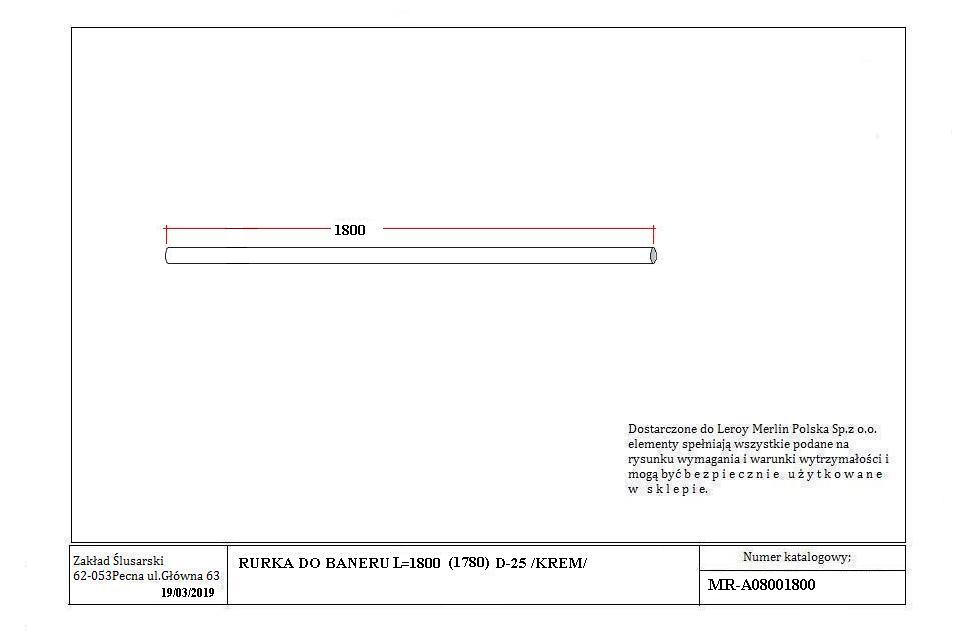 1800
Dostarczone do Leroy Merlin Polska Sp.z o.o.
elementy spełniają wszystkie podane na
rysunku wymagania i warunki wytrzymałości i
mogą być b e z p i e c z n i e u ż y t k o w a n e
w s k l e p i e.
Zakład Ślusarski
62-053Pecna ul.Główna 63
19/03/2019
RURKA DO BANERU L=1800 (1780) D-25 /KREM/
Numer katalogowy;
MR-A08001800